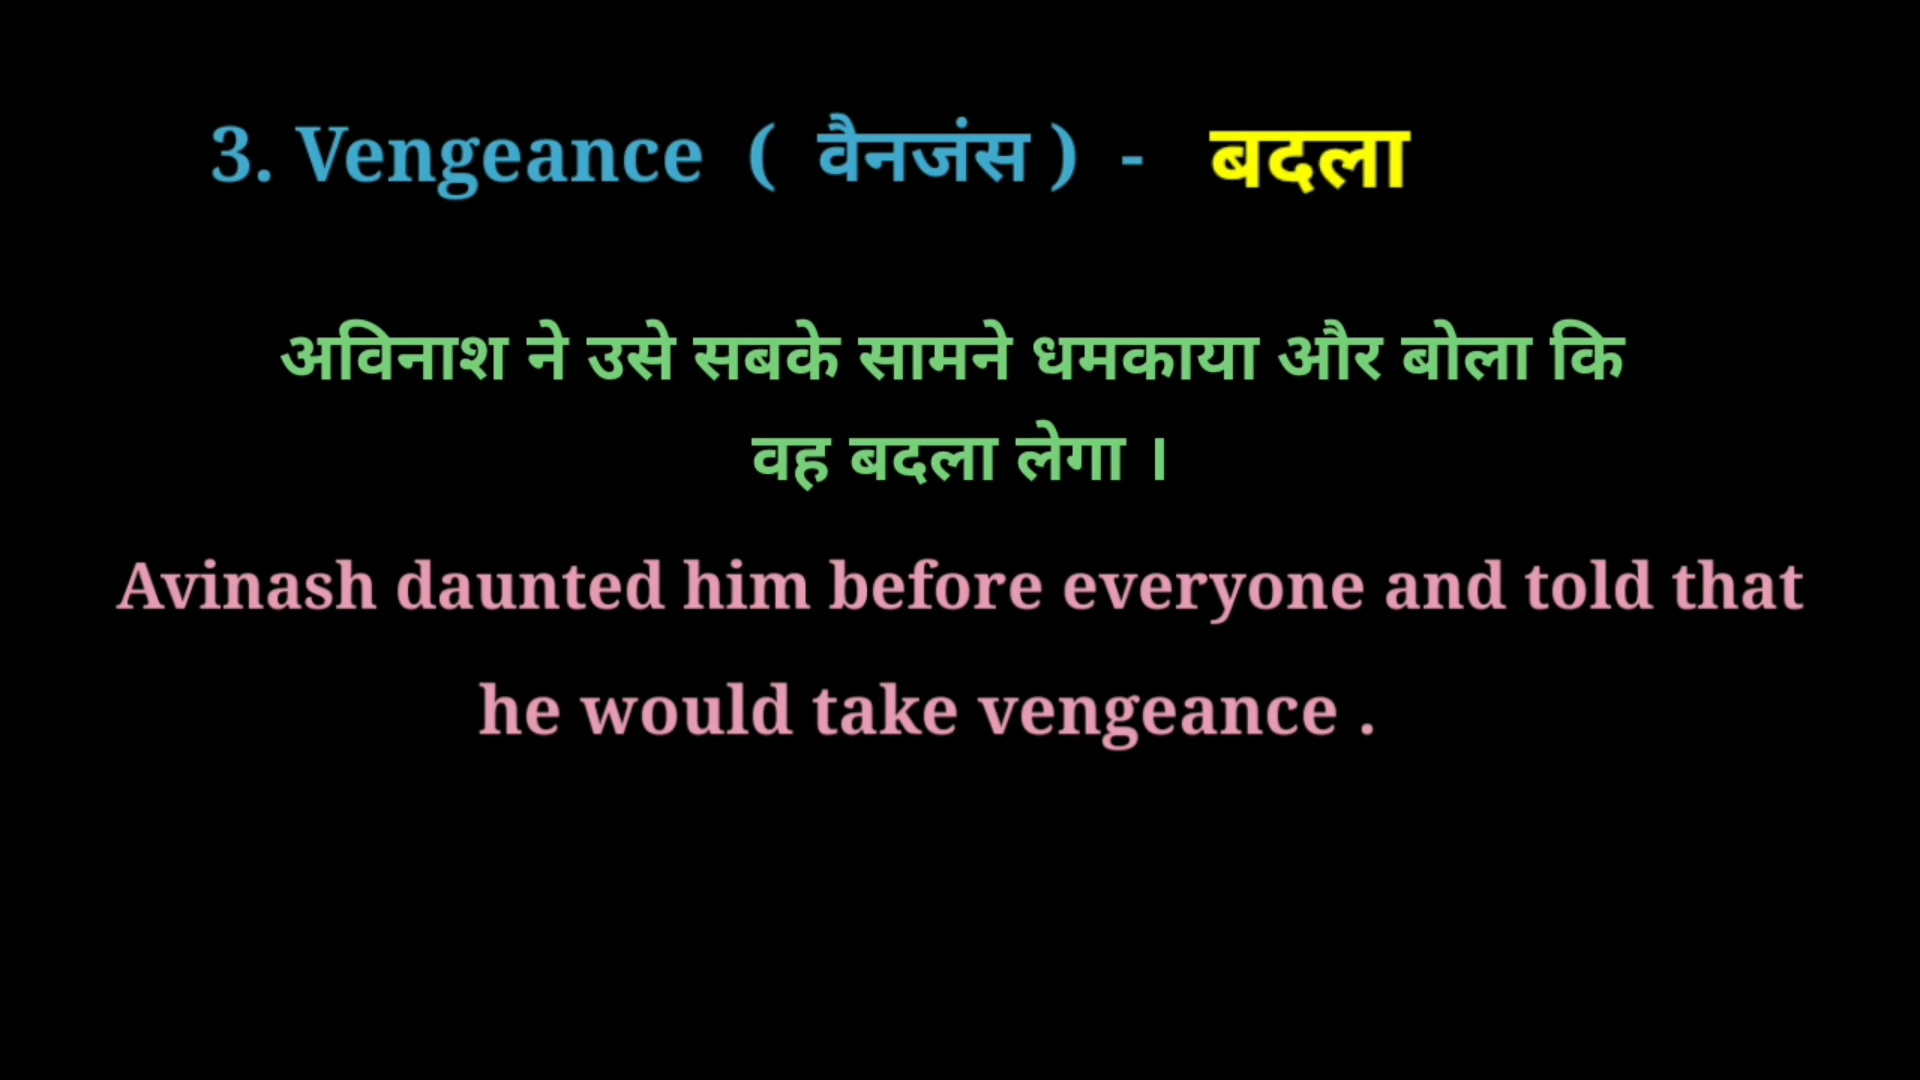 3. Vengeance ( वैनजंस ) - बदला
अविनाश ने उसे सबके सामने धमकाया और बोला कि
वह बदला लेगा ।
Avinash daunted him before everyone and told that
he would take vengeance .